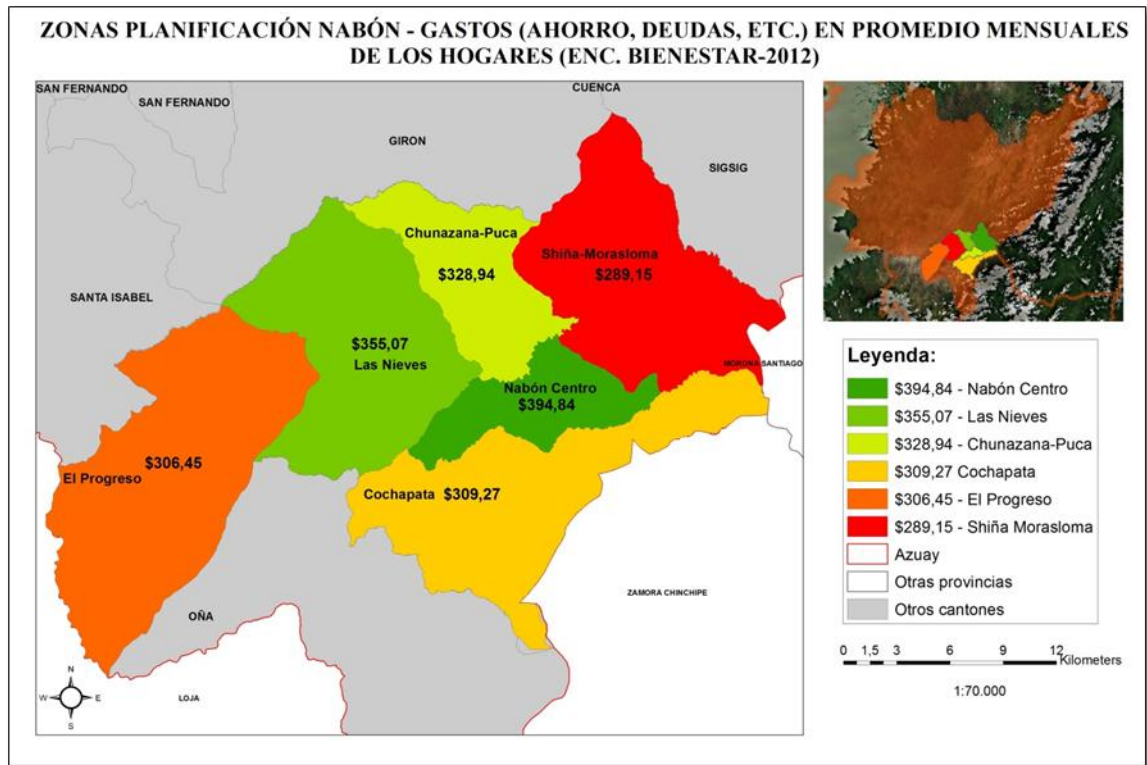 ZONAS PLANIFICACIÓN NABÓN - GASTOS (AHORRO, DEUDAS, ETC.) EN PROMEDIO MENSUALES
DE LOS HOGARES (ENC. BIENESTAR-2012)
SAN FERNANDO
SAN FERNANDO
CUENCA
GIRON
SIGSIG
Chunazana-Puca
$328,94
Shiña-Morasloma
$289,15
SANTA ISABEL
$355,07
Las Nieves
MORONA SANTIAGO
Nabón Centro
$394,84
$306,45
El Progreso
Cochapata $309,27
ZAMORA CHINCHIPE
OÑA
LOJA
N
W E
S
Leyenda:
$394,84 - Nabón Centro
$355,07 - Las Nieves
$328,94 - Chunazana-Puca
$309,27 Cochapata
$306,45 - El Progreso
$289,15 - Shiña Morasloma
Azuay
Otras provincias
Otros cantones
0 1,5 3 6 9 12
Kilometers
1:70.000